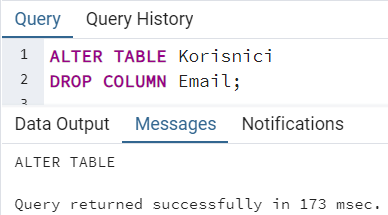 Query Query History
1 ALTER TABLE Korisnici
2 DROP COLUMN Email;
3
Data Output Messages Notifications
ALTER TABLE
Query returned successfully in 173 msec.